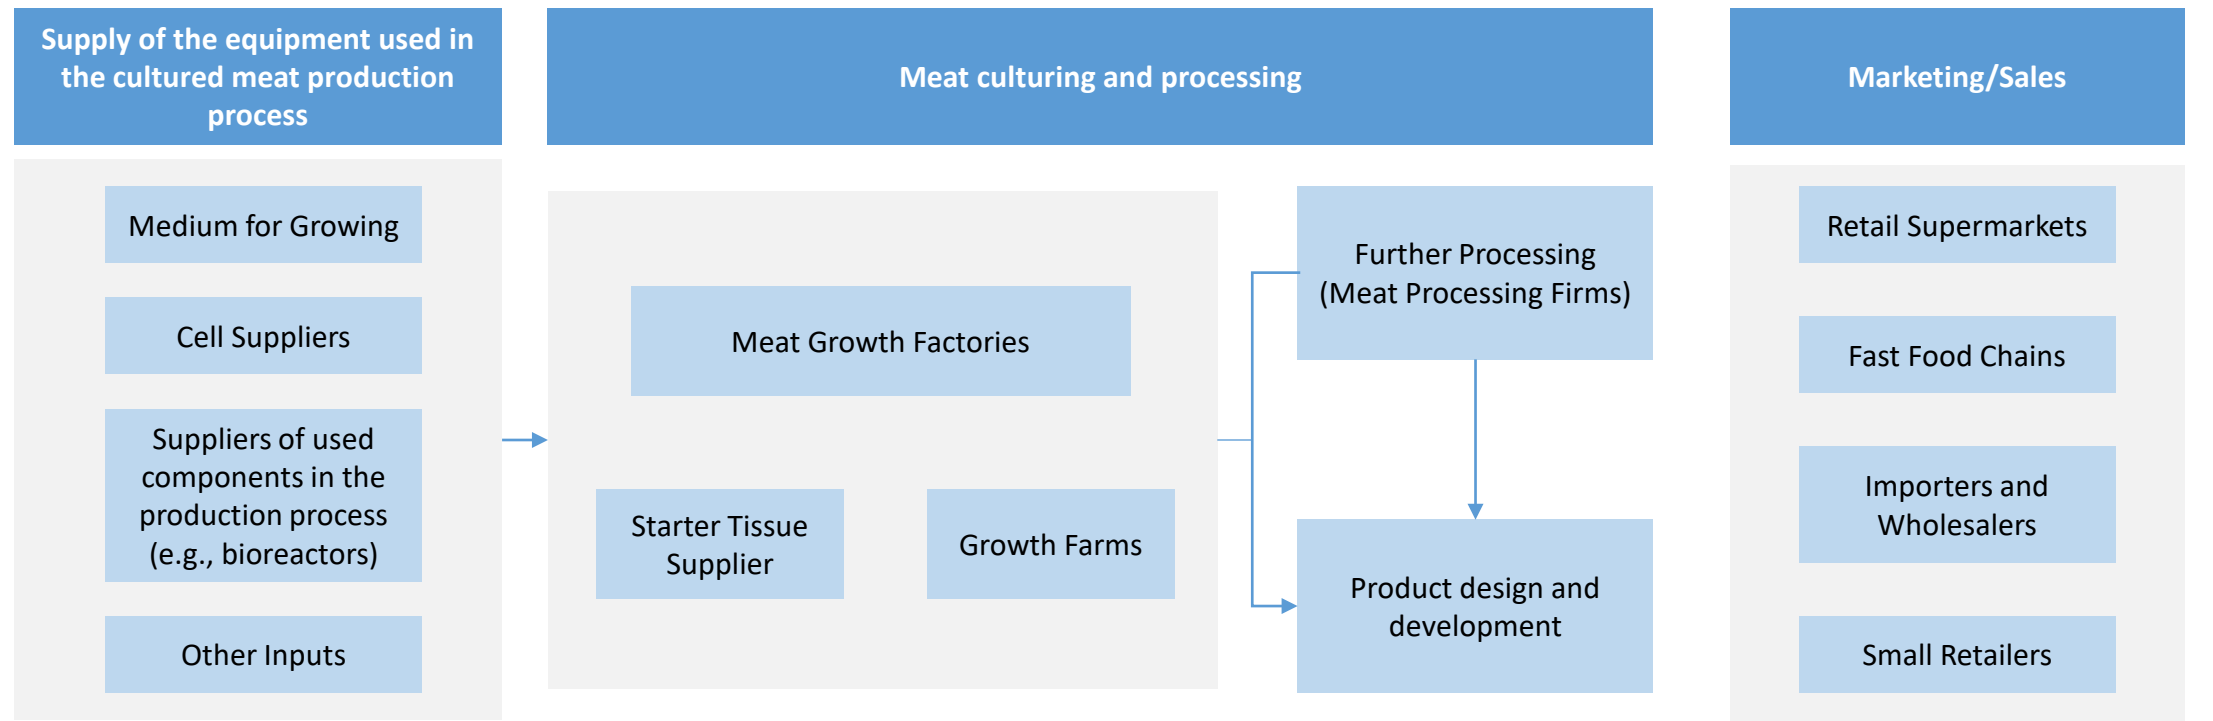 Supply of the equipment used in
the cultured meat production
process
Meat culturing and processing
Marketing/Sales
Medium for Growing
Cell Suppliers
Suppliers of used
components in the
production process
(e.g., bioreactors)
Other Inputs
Meat Growth Factories
Starter Tissue
Supplier
Growth Farms
Further Processing
(Meat Processing Firms)
Product design and
development
Retail Supermarkets
Fast Food Chains
Importers and
Wholesalers
Small Retailers